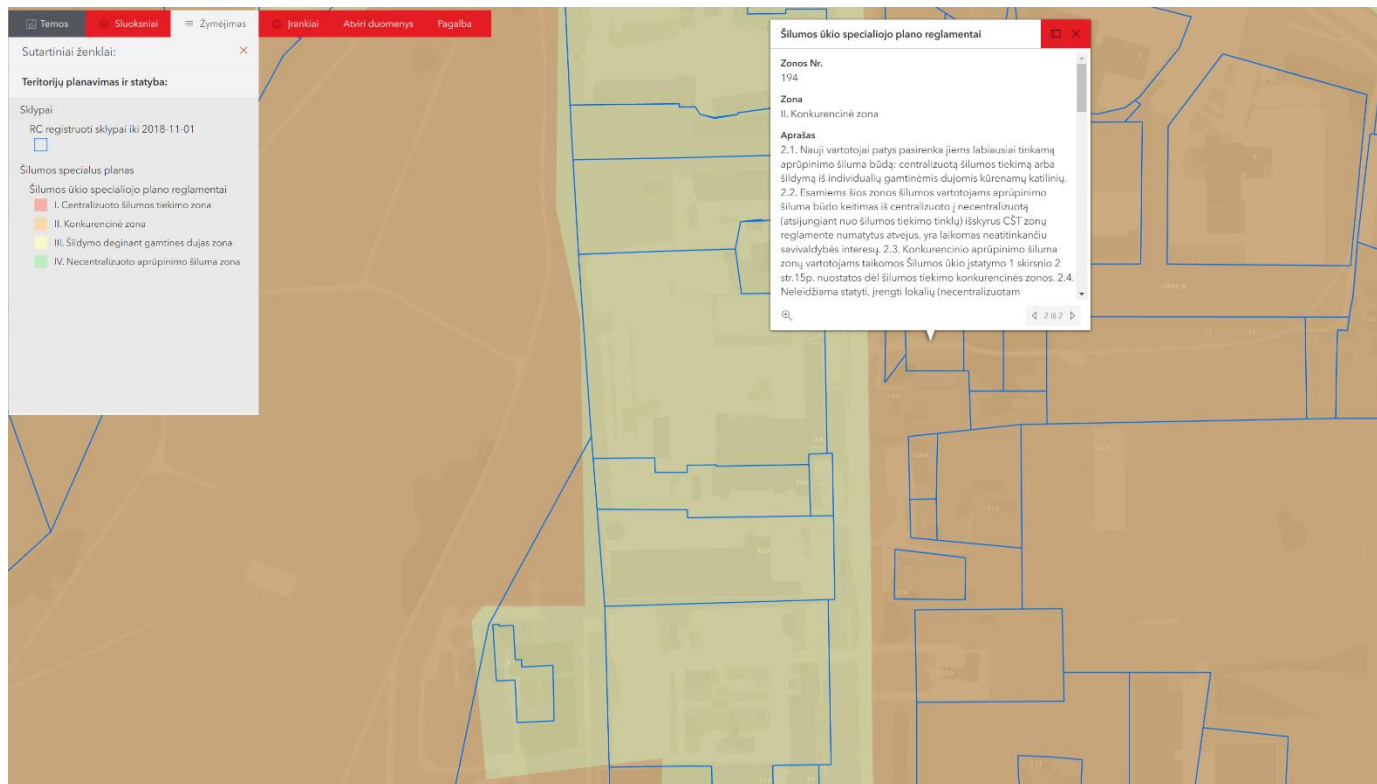 Temos
Sluoksniai
Žymėjimas
Įrankiai
Atviri duomenys
Pagalba
Sutartiniai ženklai:
Teritorijų planavimas ir statyba:
Sklypai
RC registruoti sklypai iki 2018-11-01
Šilumos specialus planas
Šilumos ūkio specialiojo plano reglamentai
I. Centralizuoto šilumos tiekimo zona
II. Konkurencinė zona
III. Šildymo deginant gamtines dujas zona
IV. Necentralizuoto aprūpinimo šiluma zona
Šilumos ūkio specialiojo plano reglamentai
Zonos Nr.
194
Zona
II. Konkurencinė zona
Aprašas
2.1. Nauji vartotojai patys pasirenka jiems labiausiai tinkamą
aprūpinimo šiluma būdą: centralizuotą šilumos tiekimą arba
šildymą iš individualių gamtinėmis dujomis kūrenamų katilinių.
2.2. Esamiems šios zonos šilumos vartotojams aprūpinimo
šiluma būdo keitimas iš centralizuoto į necentralizuotą
(atsijungiant nuo šilumos tiekimo tinklų) išskyrus CŠT zonų
reglamente numatytus atvejus, yra laikomas neatitinkančiu
savivaldybės interesų. 2.3. Konkurencinio aprūpinimo šiluma
zonų vartotojams taikomos Šilumos ūkio įstatymo 1 skirsnio 2
str.15p. nuostatos dėl šilumos tiekimo konkurencinės zonos. 2.4.
Neleidžiama statyti, įrengti lokalių (necentralizuotam
2 iš 2